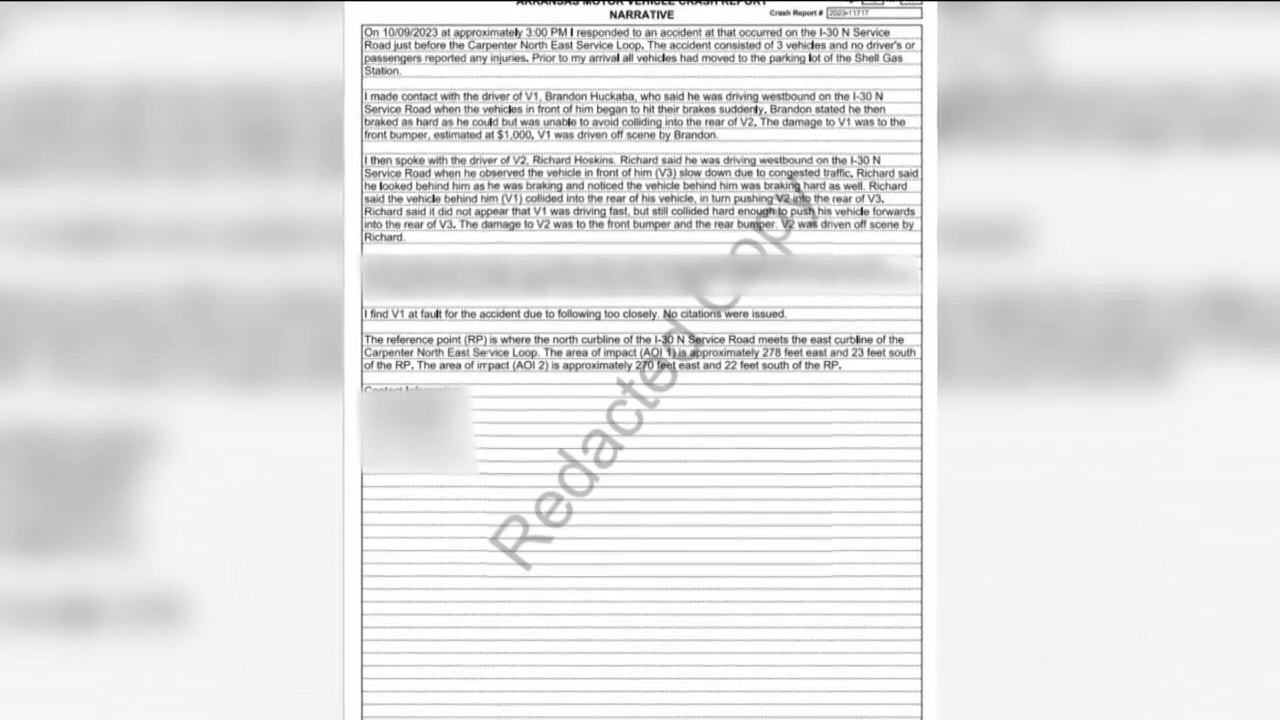 ARKANSAS MOTOR VEHICLE CRASH REPORT
NARRATIVE
Crash Report # 2023-11717
On 10/09/2023 at approximately 3:00 PM I responded to an accident at that occurred on the I-30 N Service
Road just before the Carpenter North East Service Loop. The accident consisted of 3 vehicles and no driver's or
passengers reported any injuries. Prior to my arrival all vehicles had moved to the parking lot of the Shell Gas
Station.
I made contact with the driver of V1, Brandon Huckaba, who said he was driving westbound on the I-30 N
Service Road when the vehicles in front of him began to hit their brakes suddenly. Brandon stated he then
braked as hard as he could but was unable to avoid colliding into the rear of V2. The damage to V1 was to the
front bumper, estimated at $1,000. V1 was driven off scene by Brandon.
I then spoke with the driver of V2, Richard Hoskins. Richard said he was driving westbound on the I-30 N
Service Road when he observed the vehicle in front of him (V3) slow down due to congested traffic. Richard said
he looked behind him as he was braking and noticed the vehicle behind him was braking hard as well. Richard
said the vehicle behind him (V1) collided into the rear of his vehicle, in turn pushing V2 into the rear of V3.
Richard said it did not appear that V1 was driving fast, but still collided hard enough to push his vehicle forwards
into the rear of V3. The damage to V2 was to the front bumper and the rear bumper. V2 was driven off scene by
Richard.
I find V1 at fault for the accident due to following too closely. No citations were issued.
The reference point (RP) is where the north curbline of the I-30 N Service Road meets the east curbline of the
Carpenter North East Service Loop. The area of impact (AOI 1) is approximately 278 feet east and 23 feet south
of the RP. The area of impact (AOI 2) is approximately 270 feet east and 22 feet south of the RP.
Contact Information
Redacted Copy